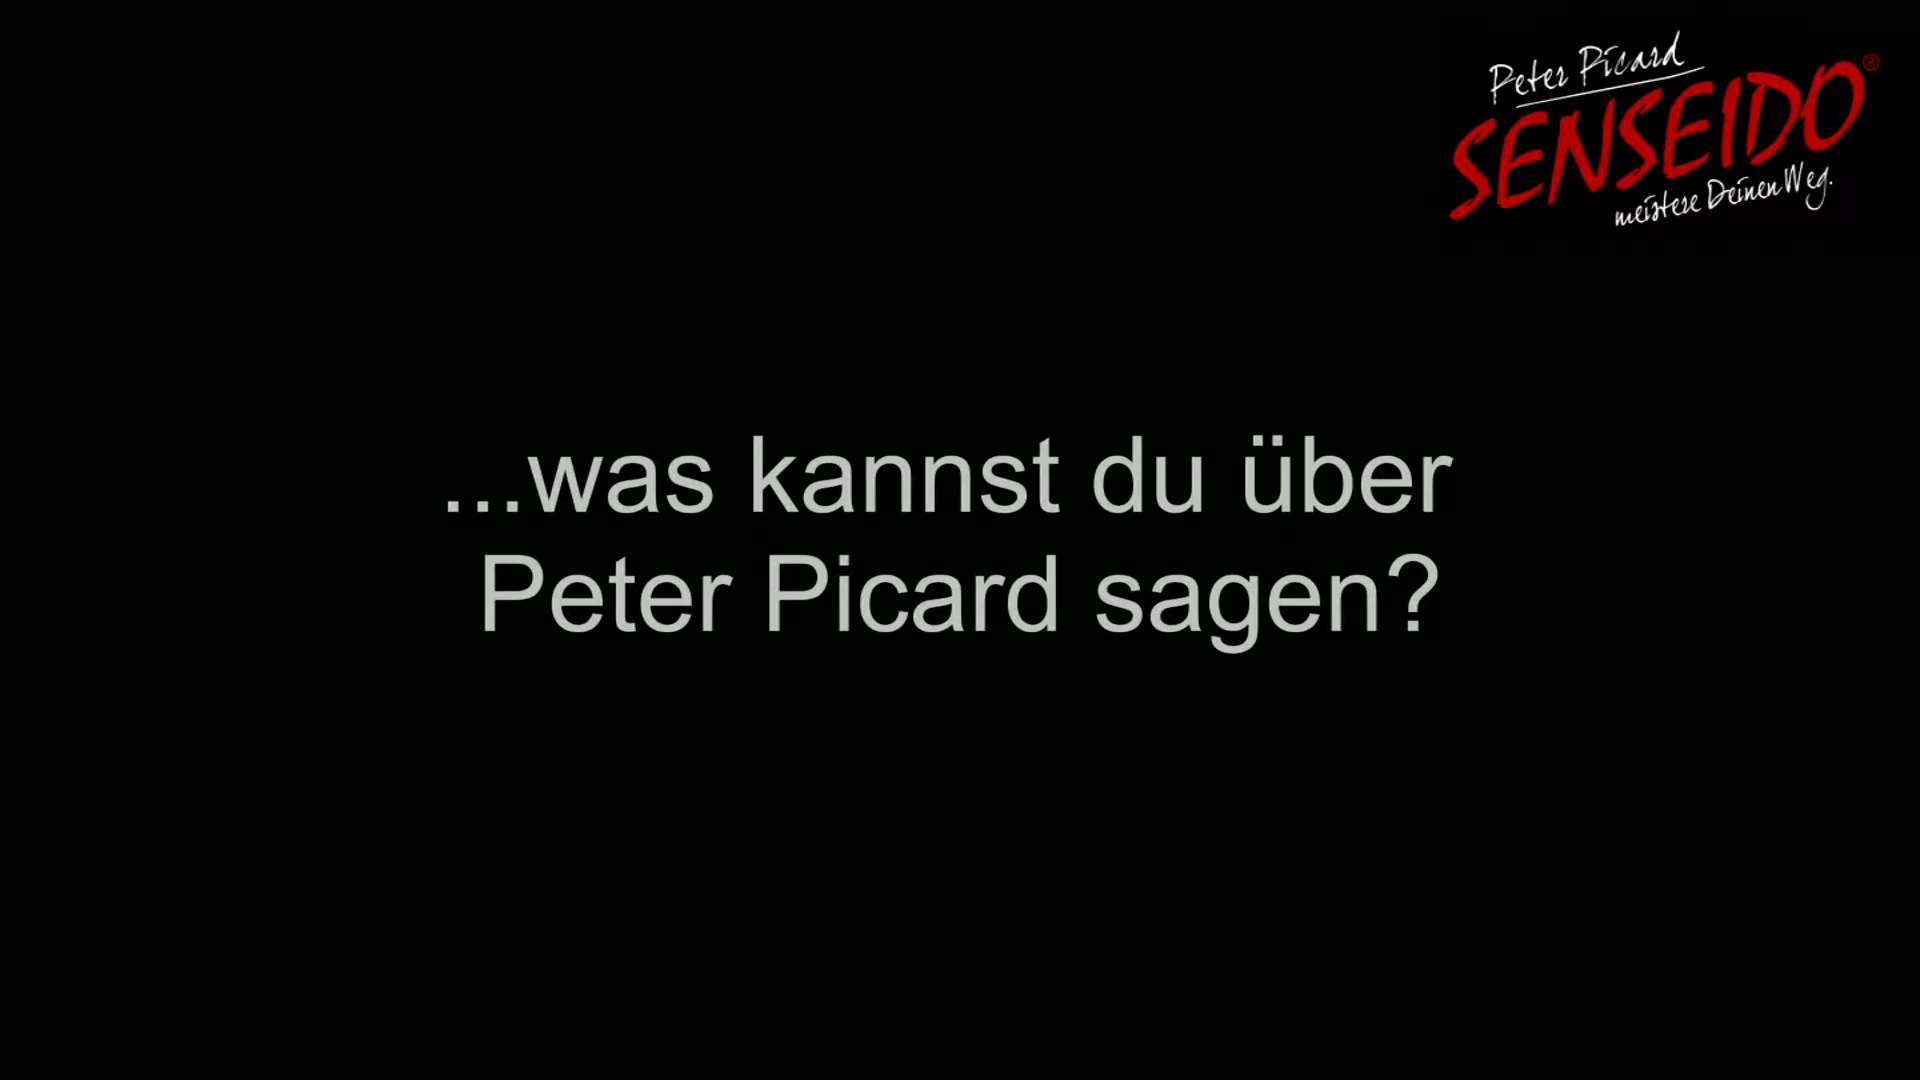 Peter Picard
SENSEIDO®
meistere Deinen Weg.
...was kannst du über
Peter Picard sagen?